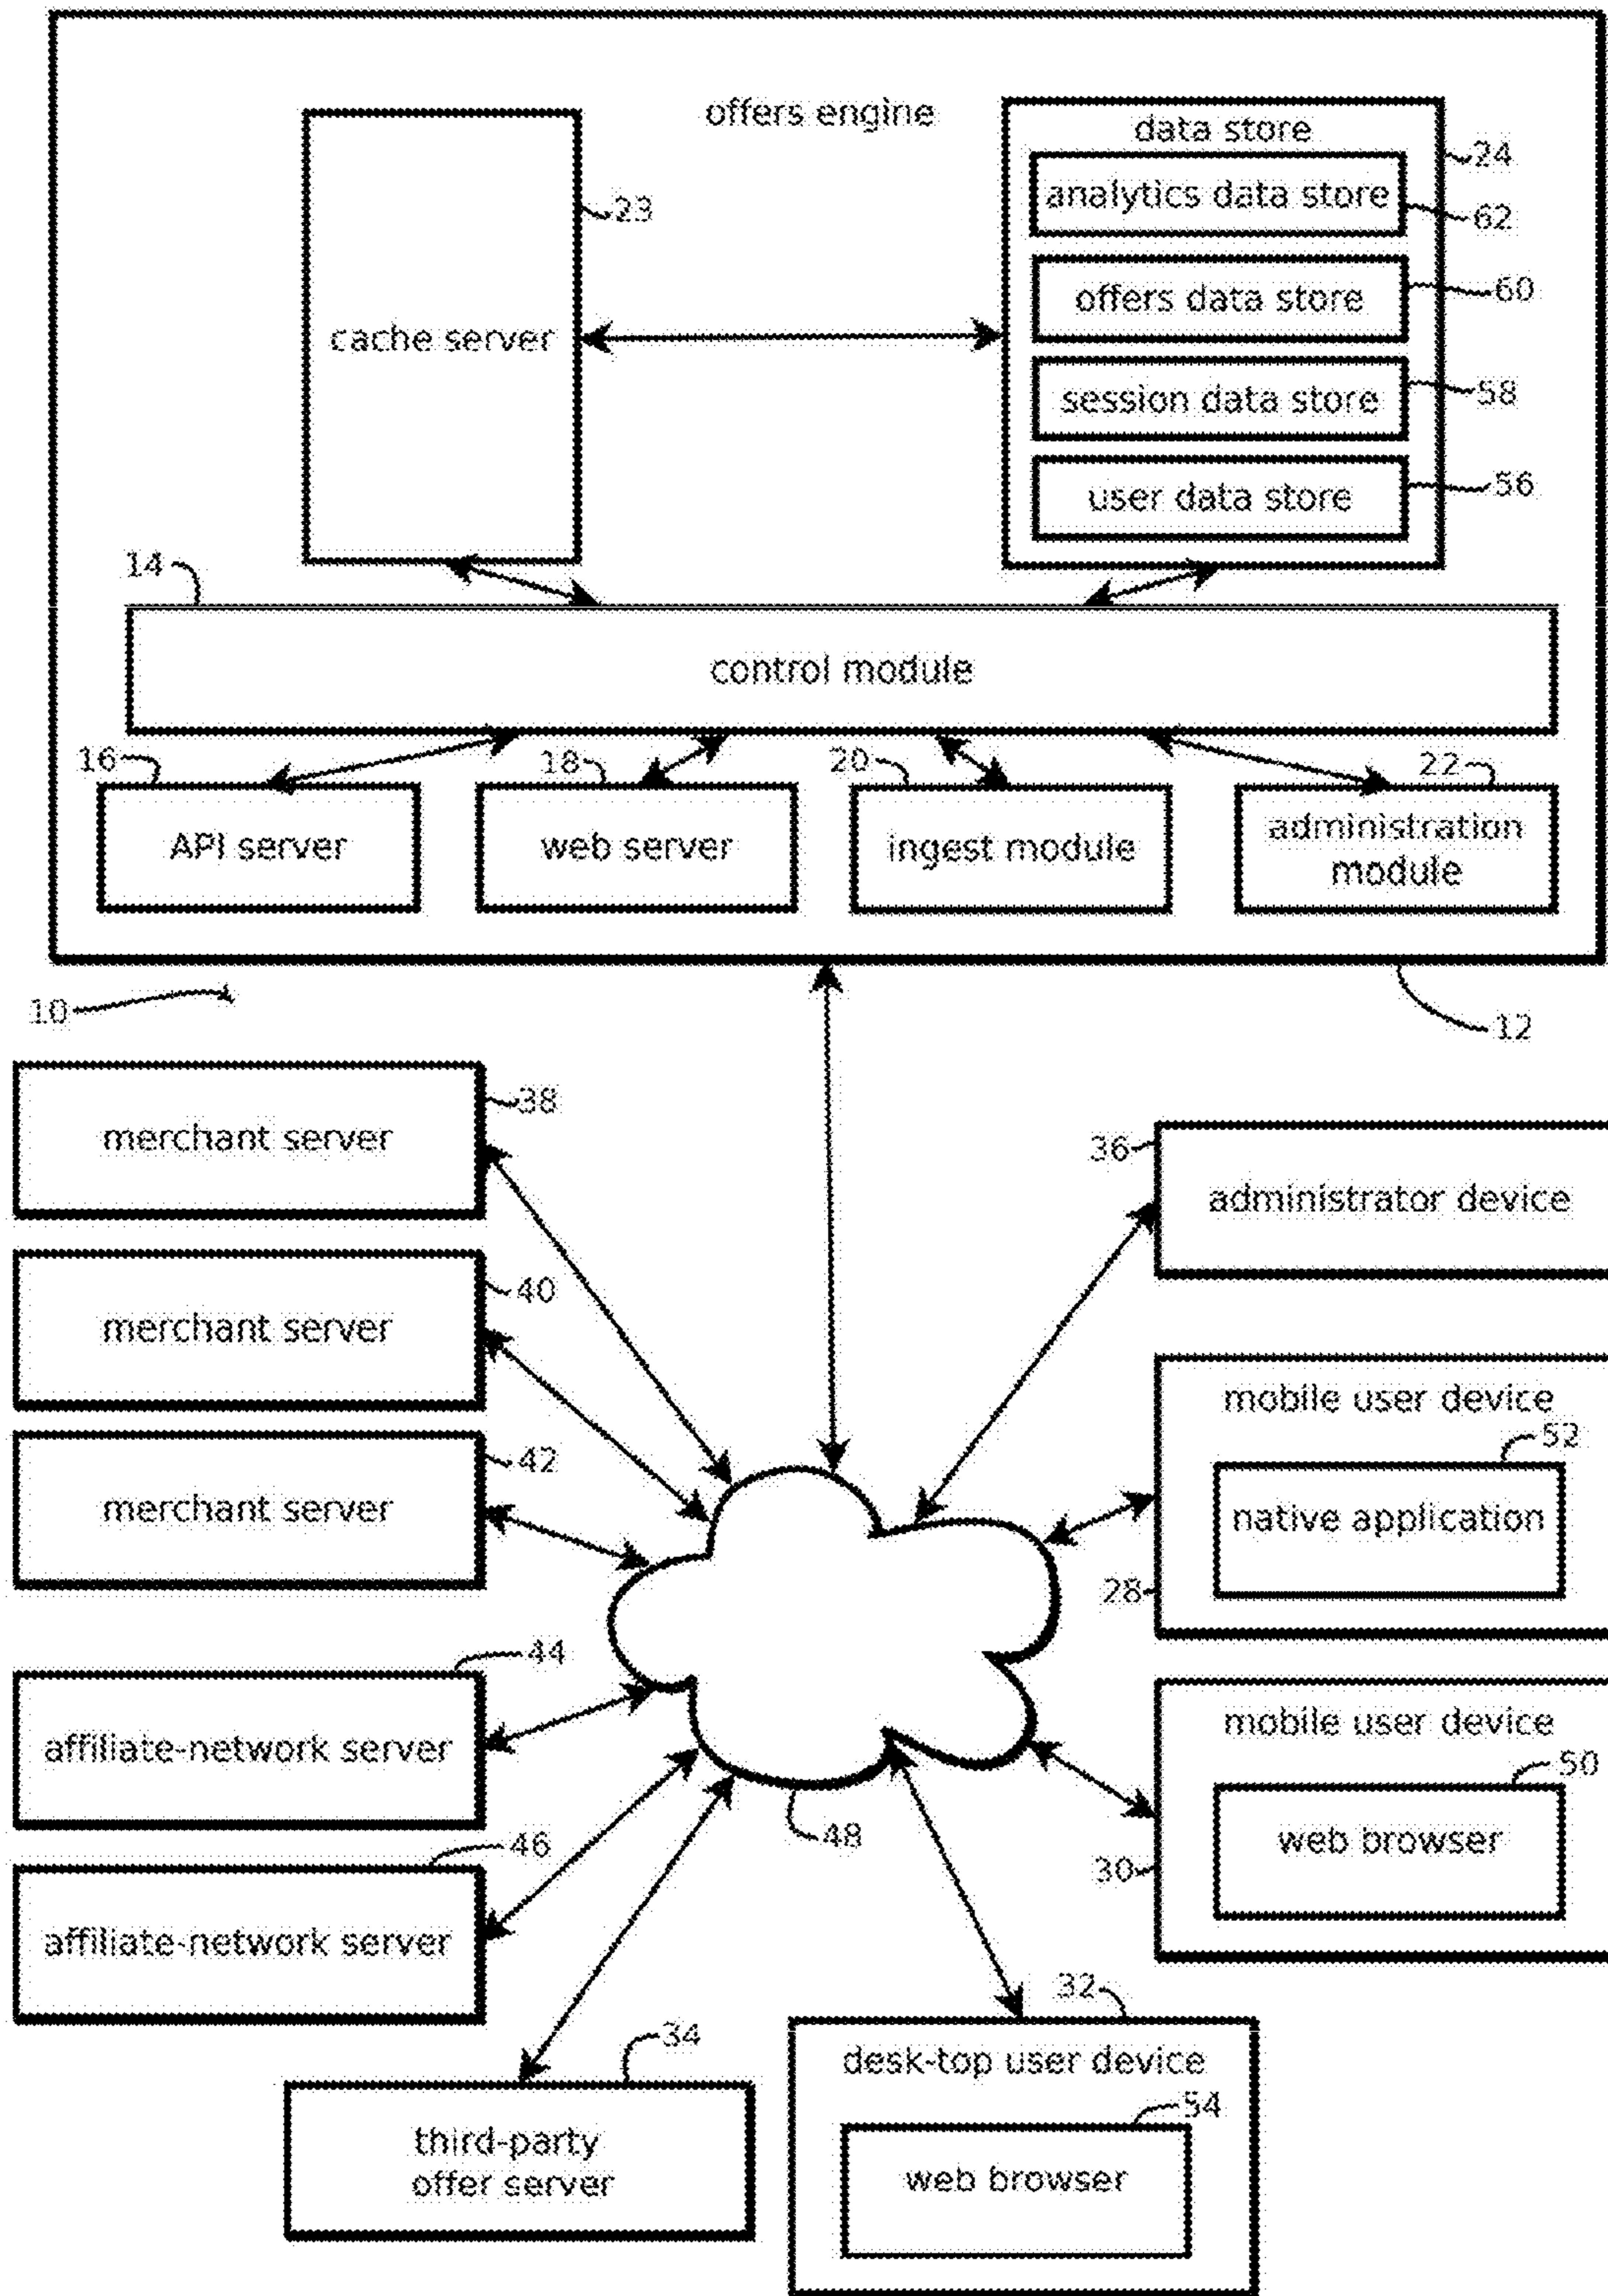 offers engine
data store
24
analytics data store
62
23
offers data store
60
cache server
session data store
58
user data store
56
14
control module
16
18
20
22
API server
web server
ingest module
administration
module
10
12
38
merchant server
36
administrator device
40
merchant server
mobile user device
52
42
merchant server
native application
28
44
affiliate-network server
mobile user device
50
48
web browser
46
30
affiliate-network server
32
34
desk-top user device
54
third-party
offer server
web browser